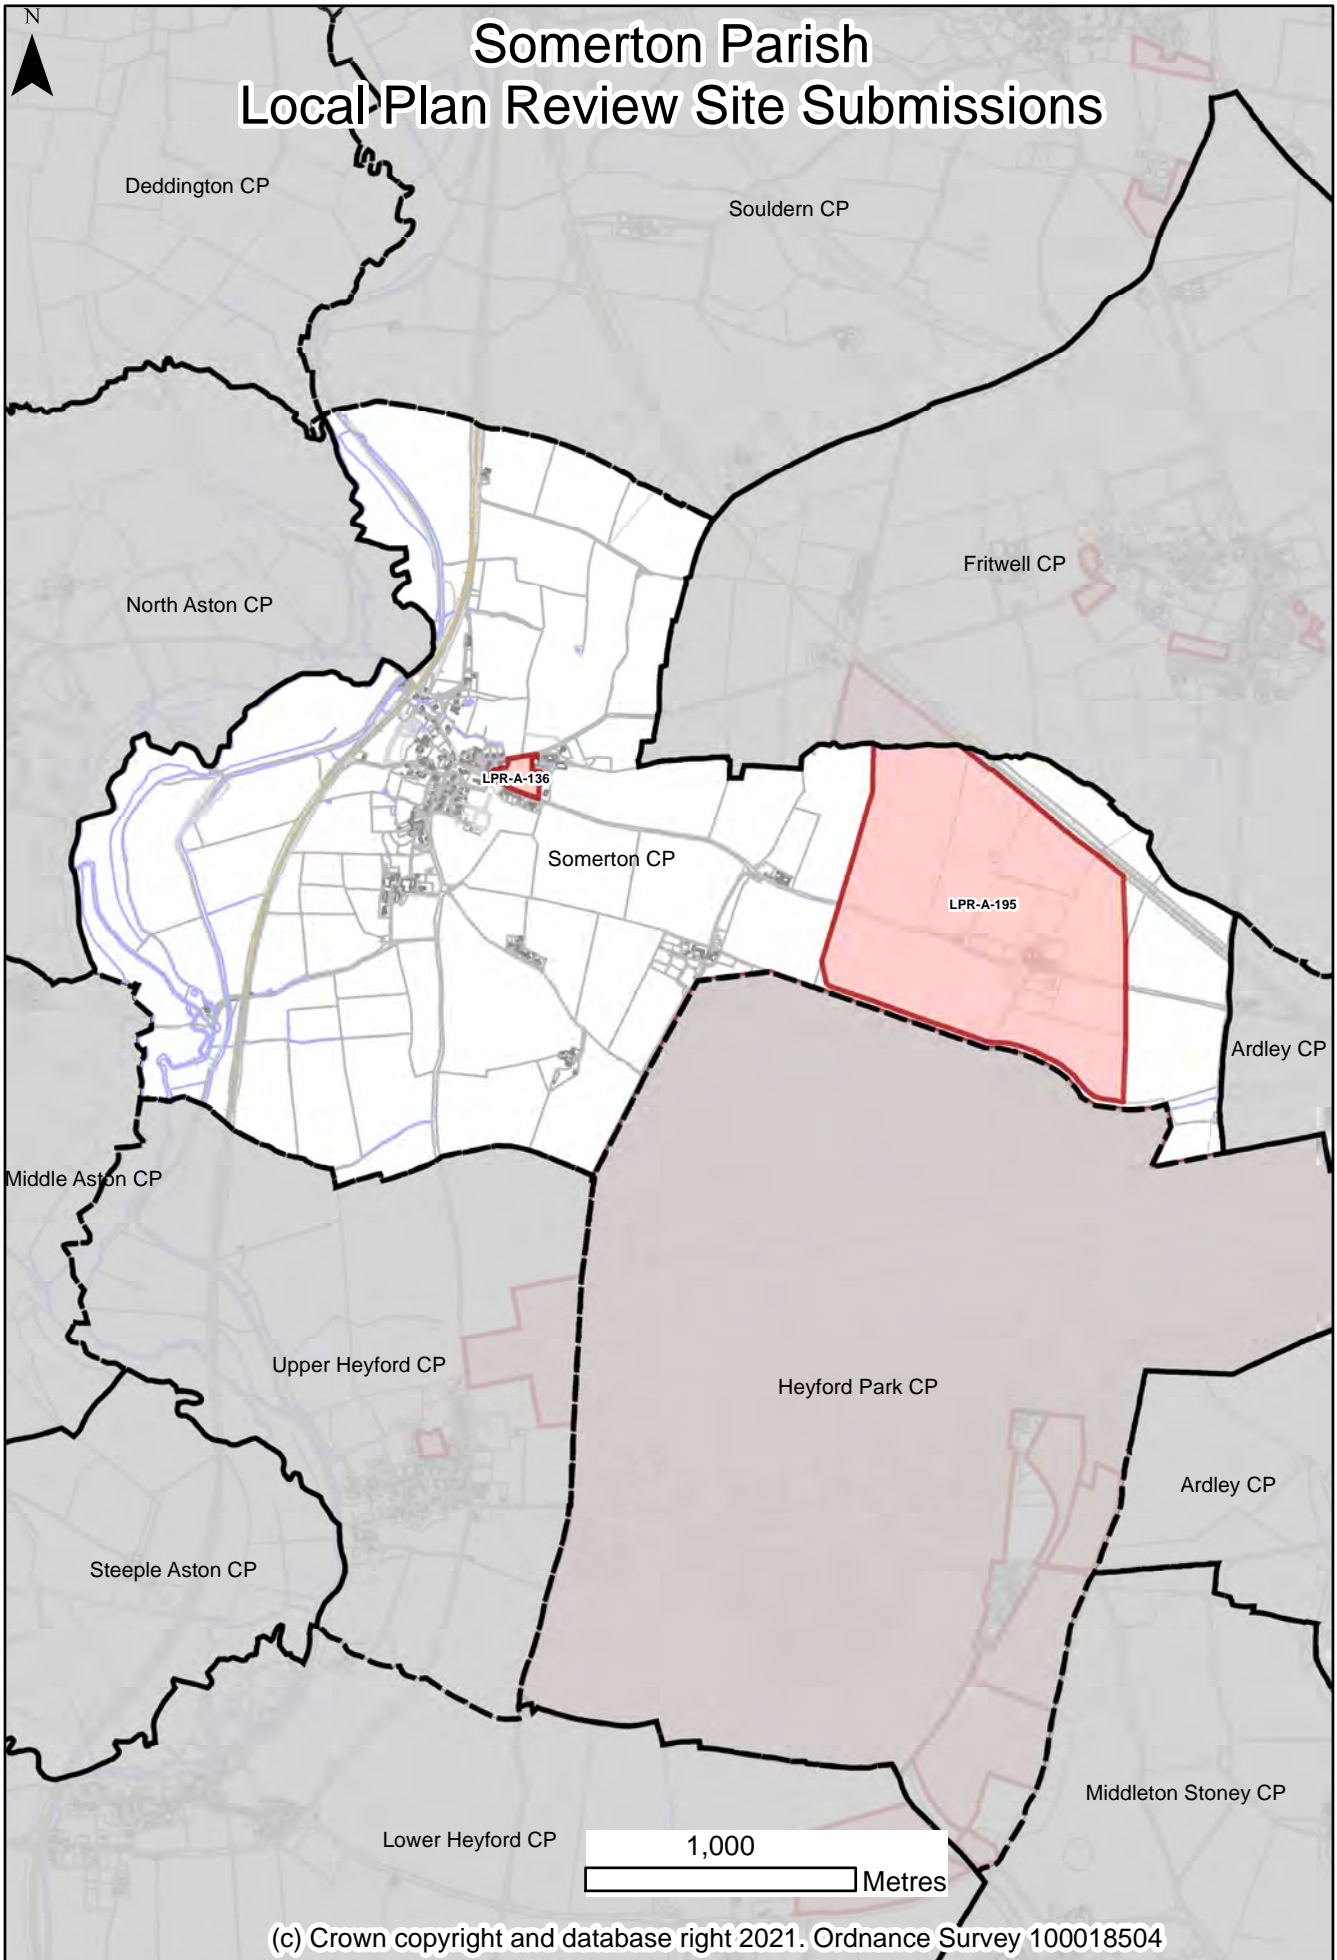 N
Somerton Parish
Local Plan Review Site Submissions
Deddington CP
Souldern CP
Fritwell CP
North Aston CP
LPR-A-136
Somerton CP
LPR-A-195
Ardley CP
Middle Aston CP
Upper Heyford CP
Heyford Park CP
Ardley CP
Steeple Aston CP
Middleton Stoney CP
Lower Heyford CP
1,000
Metres
(c) Crown copyright and database right 2021. Ordnance Survey 100018504